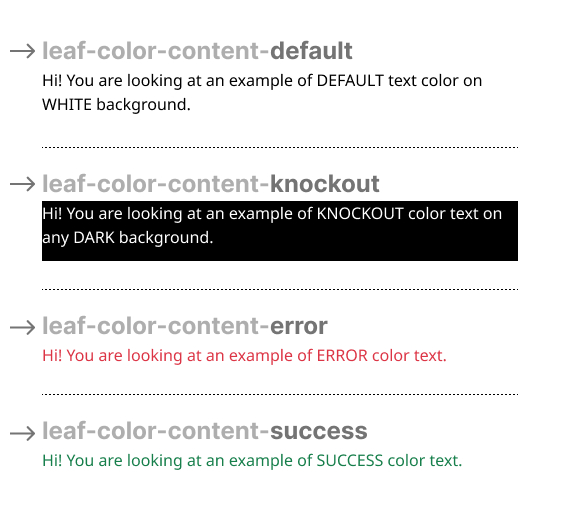 leaf-color-content-default
Hi! You are looking at an example of DEFAULT text color on
WHITE background.
leaf-color-content-knockout
Hi! You are looking at an example of KNOCKOUT color text on
any DARK background.
leaf-color-content-error
Hi! You are looking at an example of ERROR color text.
leaf-color-content-success
Hi! You are looking at an example of SUCCESS color text.